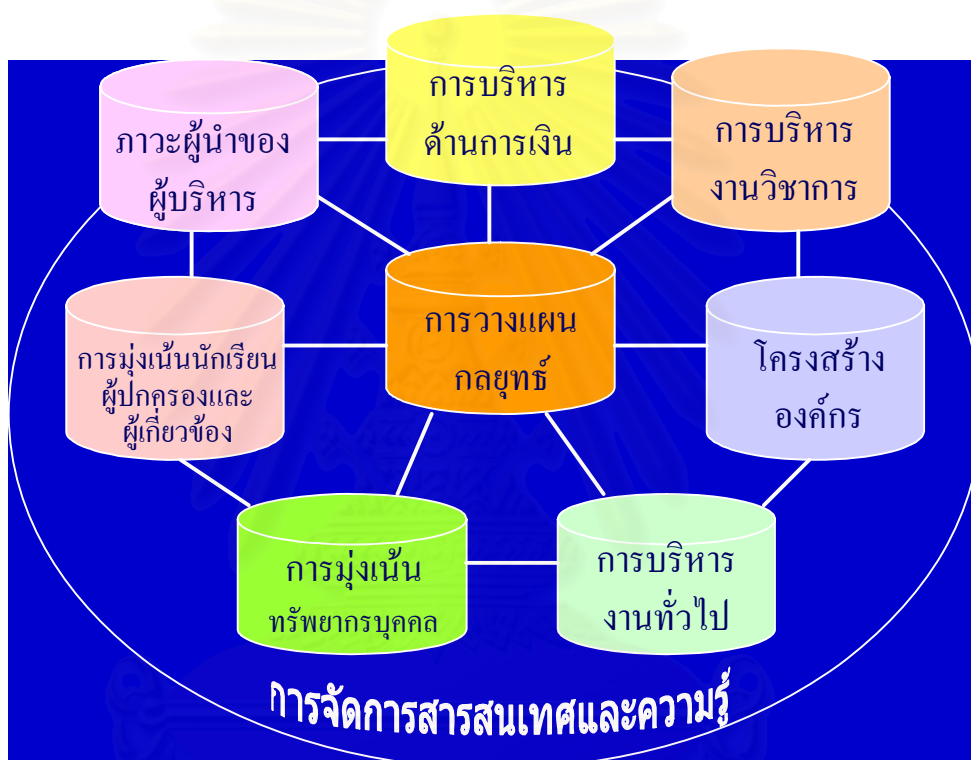 การบริหาร
ด้านการเงิน
ภาวะผู้นำของ
ผู้บริหาร
การบริหาร
งานวิชาการ
การวางแผน
กลยุทธ์
การมุ่งเน้นนักเรียน
ผู้ปกครองและ
ผู้เกี่ยวข้อง
โครงสร้าง
องค์กร
การมุ่งเน้น
ทรัพยากรบุคคล
การบริหาร
งานทั่วไป
การจัดการสารสนเทศและความรู้